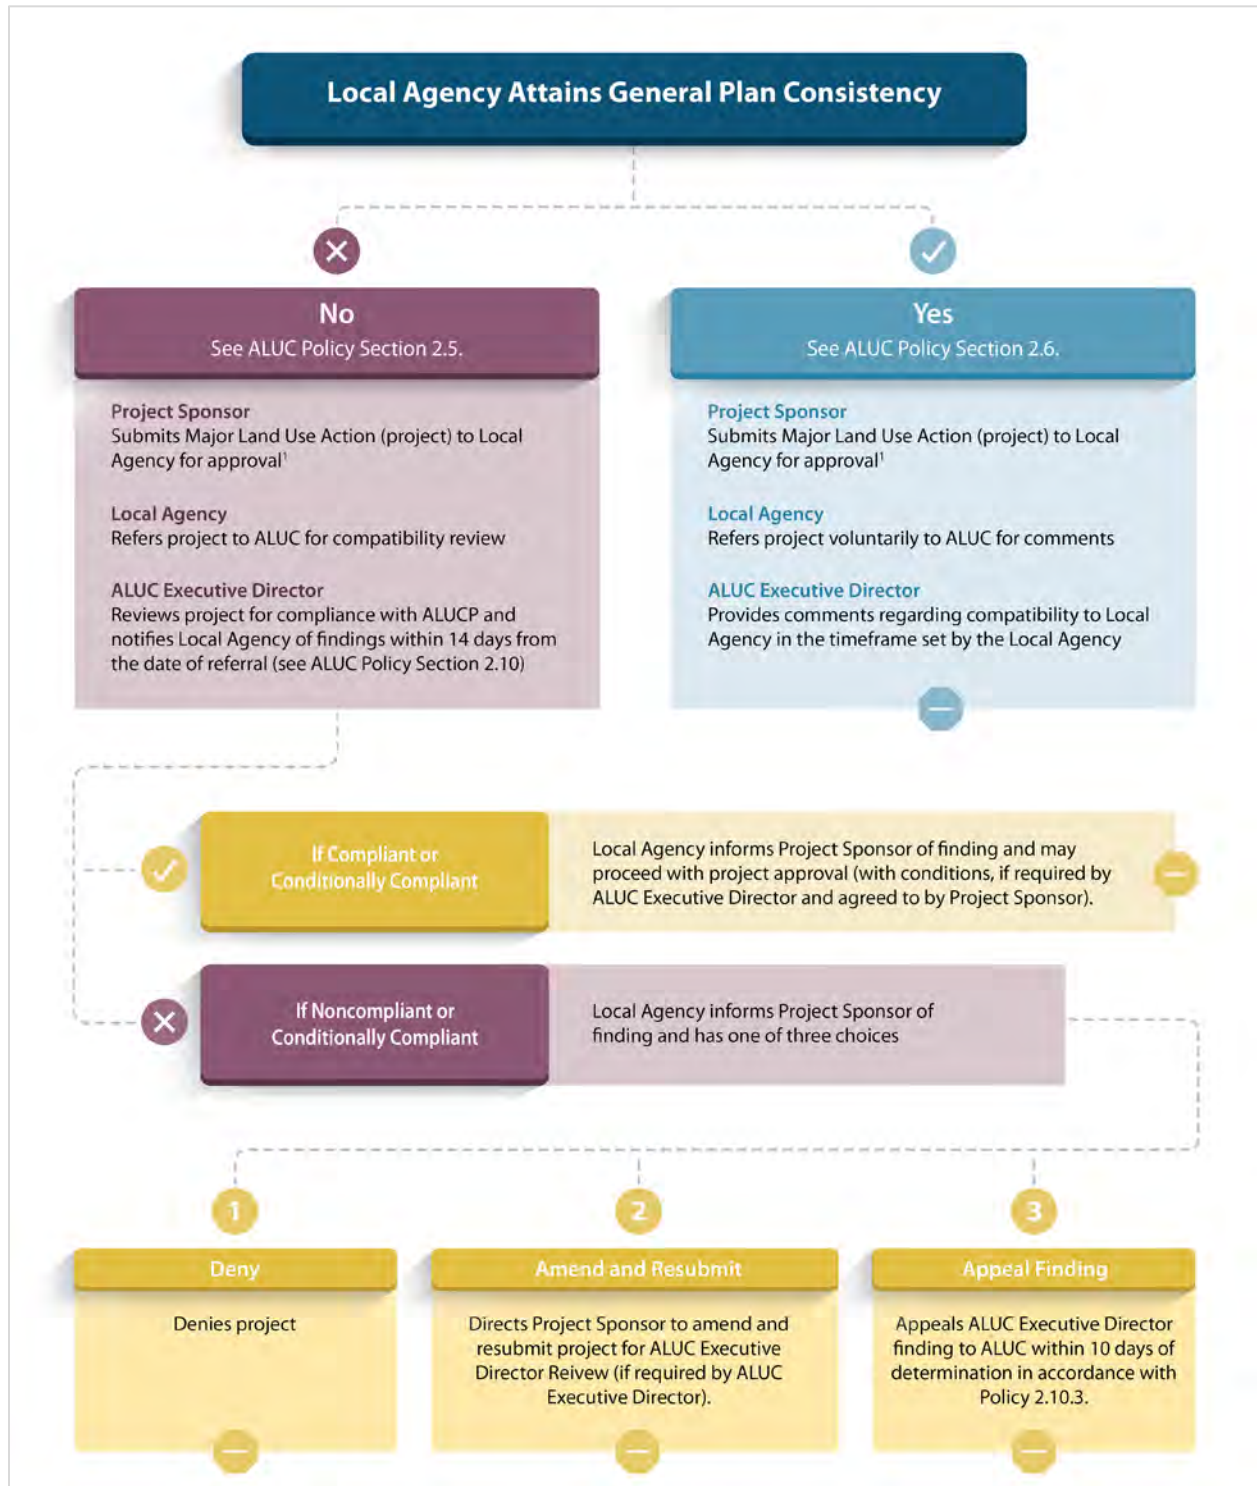 Local Agency Attains General Plan Consistency
No
See ALUC Policy Section 2.5.
Project Sponsor
Submits Major Land Use Action (project) to Local
Agency for approval¹
Local Agency
Refers project to ALUC for compatibility review
ALUC Executive Director
Reviews project for compliance with ALUCP and
notifies Local Agency of findings within 14 days from
the date of referral (see ALUC Policy Section 2.10)
Yes
See ALUC Policy Section 2.6.
Project Sponsor
Submits Major Land Use Action (project) to Local
Agency for approval¹
Local Agency
Refers project voluntarily to ALUC for comments
ALUC Executive Director
Provides comments regarding compatibility to Local
Agency in the timeframe set by the Local Agency
If Compliant or
Conditionally Compliant
Local Agency informs Project Sponsor of finding and may
proceed with project approval (with conditions, if required by
ALUC Executive Director and agreed to by Project Sponsor).
If Noncompliant or
Conditionally Compliant
Local Agency informs Project Sponsor of
finding and has one of three choices
1
Deny
Denies project
2
Amend and Resubmit
Directs Project Sponsor to amend and
resubmit project for ALUC Executive
Director Reivew (if required by ALUC
Executive Director).
3
Appeal Finding
Appeals ALUC Executive Director
finding to ALUC within 10 days of
determination in accordance with
Policy 2.10.3.